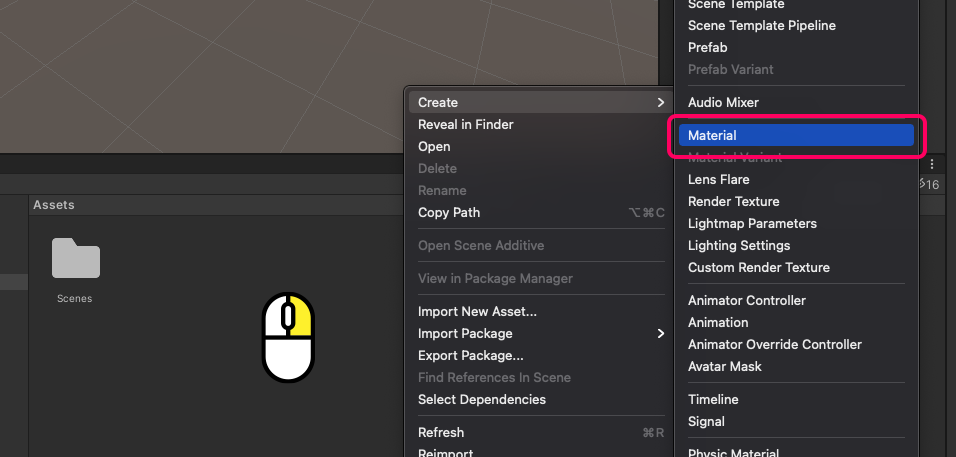 Assets
Scenes
16
Create
Reveal in Finder
Open
Delete
Rename
Copy Path ⌥⌘C
Open Scene Additive
View in Package Manager
Import New Asset...
Import Package
Export Package...
Find References In Scene
Select Dependencies
Refresh ⌘R
Reimport
Scene Template
Scene Template Pipeline
Prefab
Prefab Variant
Audio Mixer
Material
Material Variant
Lens Flare
Render Texture
Lightmap Parameters
Lighting Settings
Custom Render Texture
Animator Controller
Animation
Animator Override Controller
Avatar Mask
Timeline
Signal
Physic Material